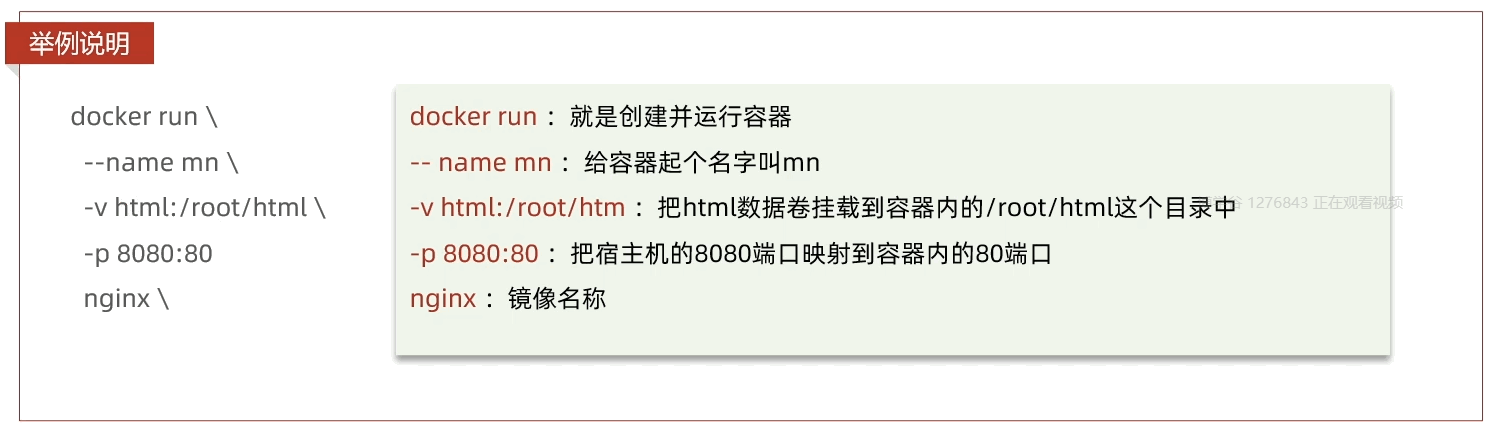 举例说明
docker run \
--name mn \
-v html:/root/html \
-p 8080:80
nginx \
docker run ：就是创建并运行容器
-- name mn ：给容器起个名字叫mn
-v html:/root/htm ：把html数据卷挂载到容器内的/root/html这个目录中
-p 8080:80 ：把宿主机的8080端口映射到容器内的80端口
nginx ：镜像名称
1276843 正在观看视频